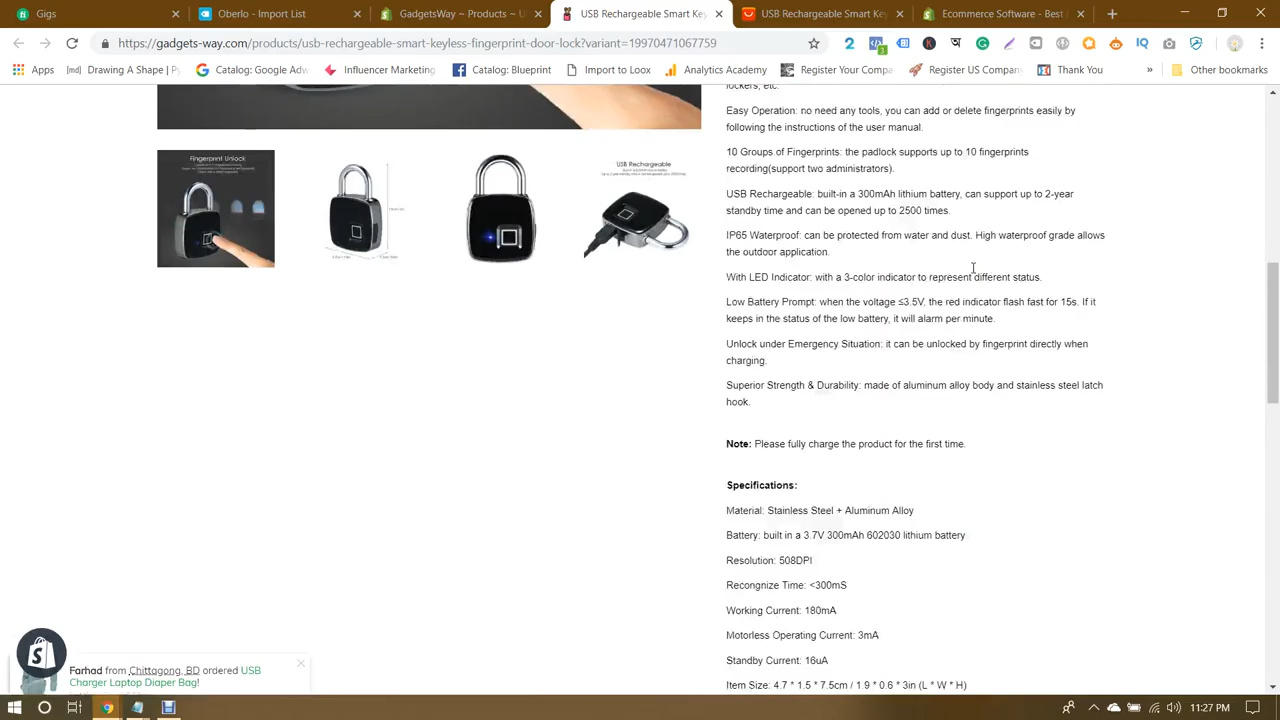 Gigs
Oberlo - Import List
GadgetsWay ~ Products ~ U
USB Rechargeable Smart Key
USB Rechargeable Smart Ke
Ecommerce Software - Best
https://gadgets-way.com/products/usb-rechargeable-smart-keyless-fingerprint-door-lock?variant=19970471067759
Apps
Drawing A Shape | P
Catalog: Google Adw
Influencer Marketing
Catalog: Blueprint
Import to Loox
Analytics Academy
Register Your Compa
Register US Compan
Thank You
Other bookmarks
lockers, etc.
Easy Operation: no need any tools, you can add or delete fingerprints easily by
following the instructions of the user manual.
10 Groups of Fingerprints: the padlock supports up to 10 fingerprints
recording(support two administrators).
USB Rechargeable: built-in a 300mAh lithium battery, can support up to 2-year
standby time and can be opened up to 2500 times.
IP65 Waterproof: can be protected from water and dust. High waterproof grade allows
the outdoor application.
With LED Indicator: with a 3-color indicator to represent different status.
Low Battery Prompt: when the voltage ≤3.5V, the red indicator flash fast for 15s. If it
keeps in the status of the low battery, it will alarm per minute.
Unlock under Emergency Situation: it can be unlocked by fingerprint directly when
charging.
Superior Strength & Durability: made of aluminum alloy body and stainless steel latch
hook.
Note: Please fully charge the product for the first time.
Specifications:
Material: Stainless Steel + Aluminum Alloy
Battery: built in a 3.7V 300mAh 602030 lithium battery
Resolution: 508DPI
Recongnize Time: <300mS
Working Current: 180mA
Motorless Operating Current: 3mA
Standby Current: 16uA
Item Size: 4.7 * 1.5 * 7.5cm / 1.9 * 0.6 * 3in (L * W * H)
Fingerprint Unlock
USB Rechargeable
Farhad from Chittagong, BD ordered USB
Charger Laptop Diaper Bag!
11:27 PM